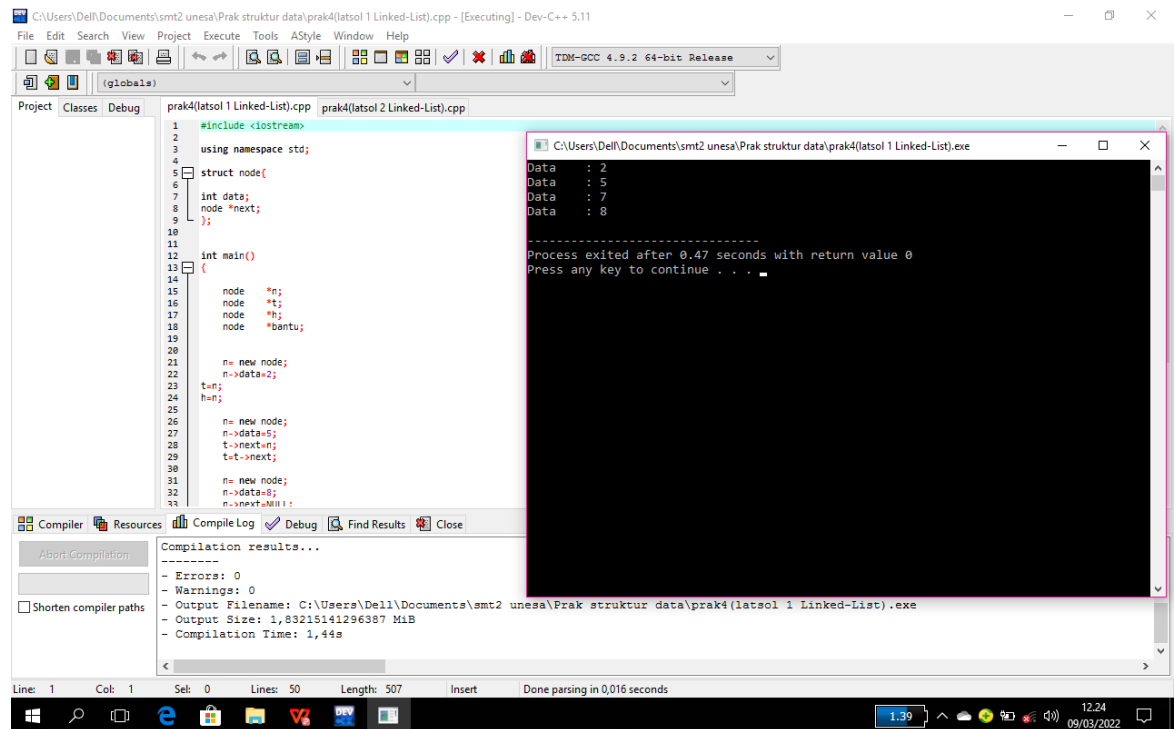 C:\Users\Dell\Documents\smt2 unesa\Prak struktur data\prak4(latsol 1 Linked-List).cpp - [Executing] - Dev-C++ 5.11
File Edit Search View Project Execute Tools AStyle Window Help
TDM-GCC 4.9.2 64-bit Release
(globals)
Project Classes Debug
prak4(latsol 1 Linked-List).cpp prak4(latsol 2 Linked-List).cpp
1 #include <iostream>
2
3 using namespace std;
4
5 struct node{
6
7 int data;
8 node *next;
9 };
10
11
12 int main()
13 {
14
15 node *n;
16 node *t;
17 node *h;
18 node *bantu;
19
20
21 n= new node;
22 n->data=2;
23 t=n;
24 h=n;
25
26 n= new node;
27 n->data=5;
28 t->next=n;
29 t=t->next;
30
31 n= new node;
32 n->data=8;
33 n->next=NULL;
C:\Users\Dell\Documents\smt2 unesa\Prak struktur data\prak4(latsol 1 Linked-List).exe
Data : 2
Data : 5
Data : 7
Data : 8
--------------------------------
Process exited after 0.47 seconds with return value 0
Press any key to continue . . .
Compiler Resources Compile Log Debug Find Results Close
Abort Compilation
Shorten compiler paths
Compilation results...
--------
- Errors: 0
- Warnings: 0
- Output Filename: C:\Users\Dell\Documents\smt2 unesa\Prak struktur data\prak4(latsol 1 Linked-List).exe
- Output Size: 1,83215141296387 MiB
- Compilation Time: 1,44s
Line: 1 Col: 1 Sel: 0 Lines: 50 Length: 507 Insert Done parsing in 0,016 seconds
DEV
1.39
12.24
09/03/2022